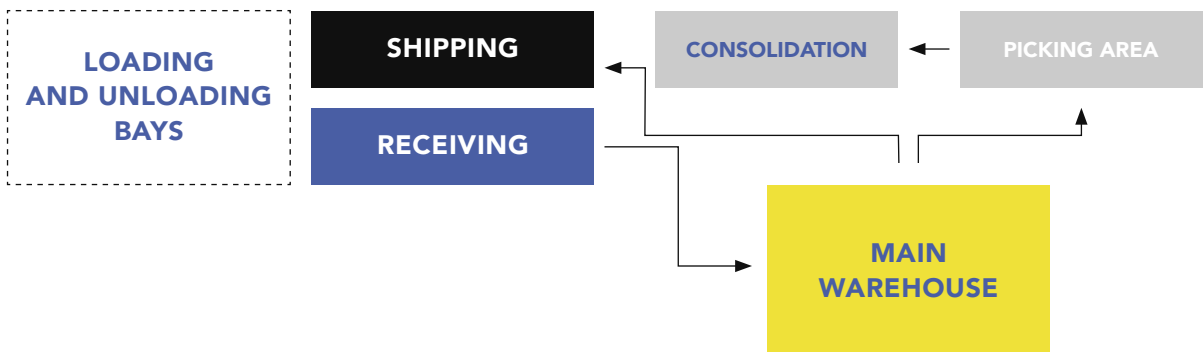 LOADING
AND UNLOADING
BAYS
SHIPPING
RECEIVING
CONSOLIDATION
PICKING AREA
MAIN
WAREHOUSE